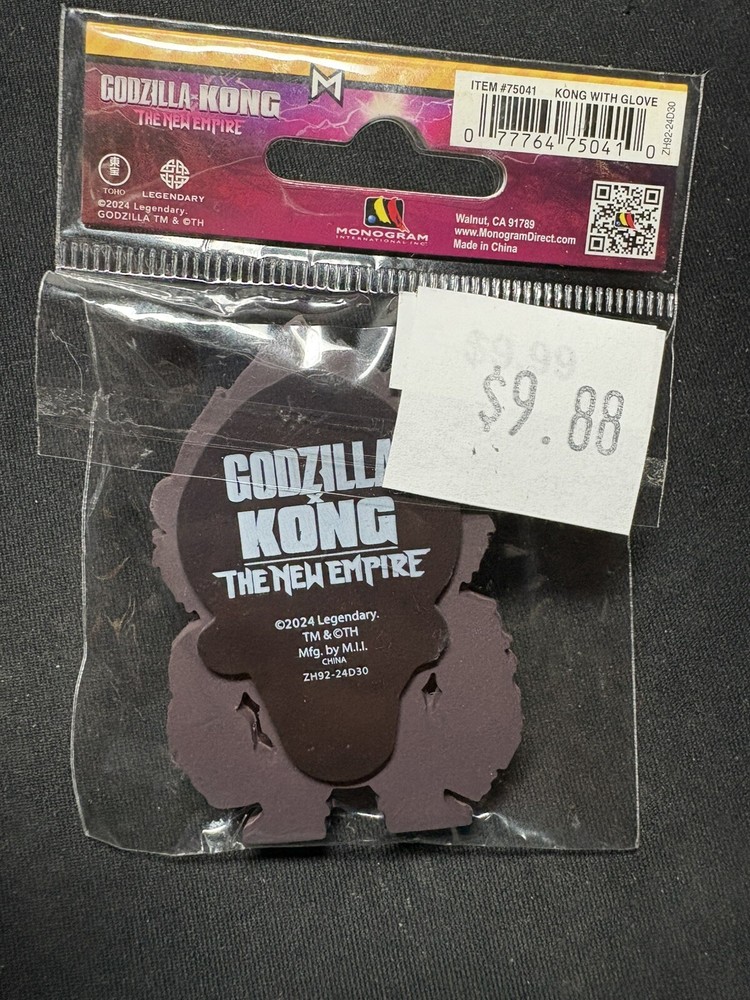 GODZILLA x KONG
THE NEW EMPIRE
M
ITEM #75041 KONG WITH GLOVE
0 77764 75041 0
ZH92-24D30
東宝
TOHO
LEGENDARY
©2024 Legendary.
GODZILLA TM & ©TH
MONOGRAM
INTERNATIONAL INC.
Walnut, CA 91789
www.MonogramDirect.com
Made in China
$9.99
$9.88
GODZILLA
x
KONG
THE NEW EMPIRE
©2024 Legendary.
TM & ©TH
Mfg. by M.I.I.
CHINA
ZH92-24D30